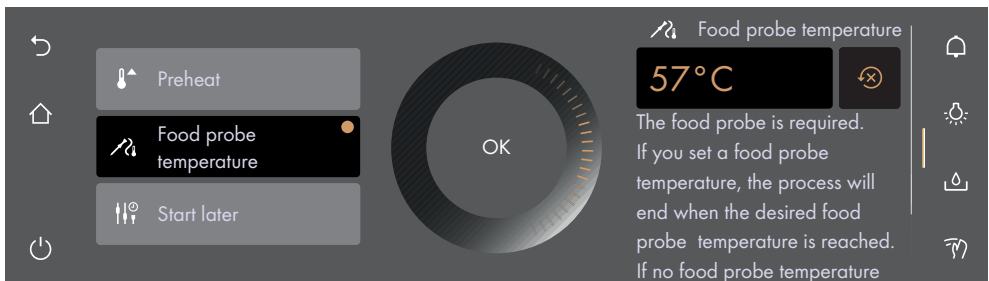 Preheat
Food probe
temperature
Start later
OK
Food probe temperature
57°C
The food probe is required.
If you set a food probe
temperature, the process will
end when the desired food
probe temperature is reached.
If no food probe temperature